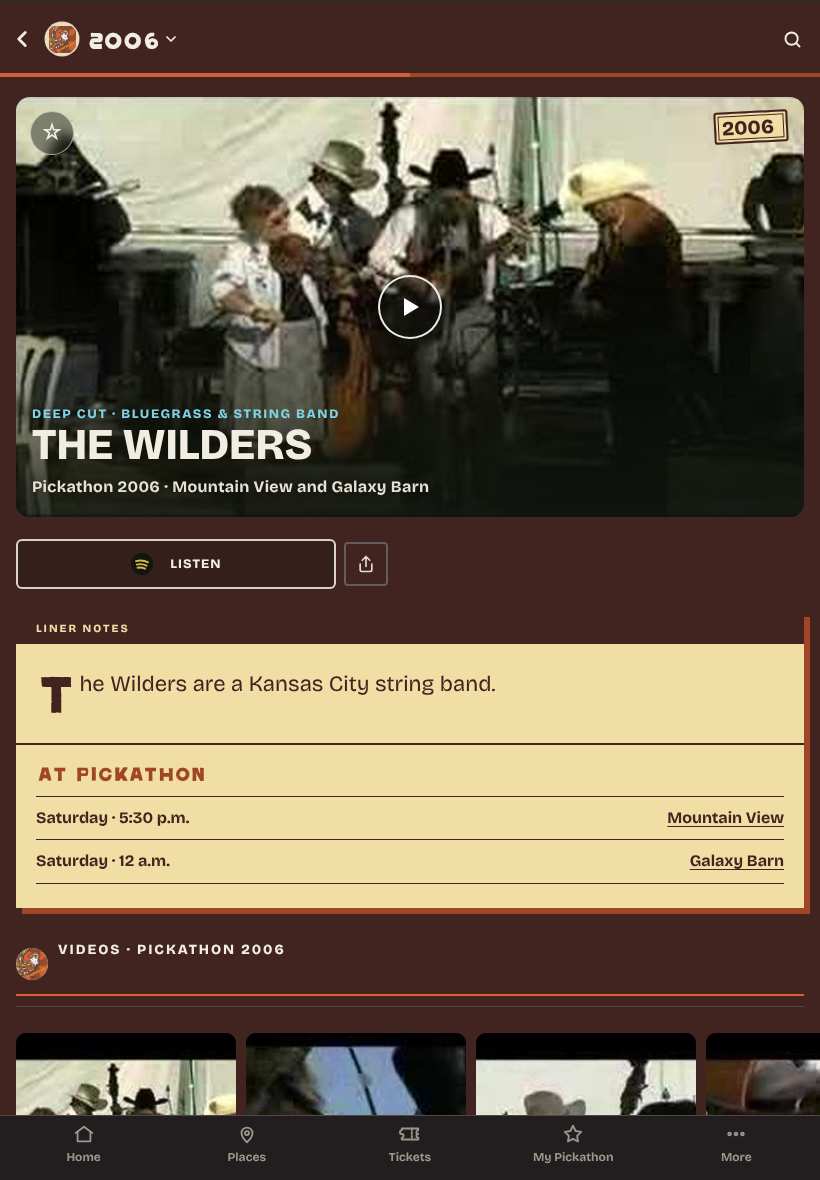 2006
2006
DEEP CUT · BLUEGRASS & STRING BAND
THE WILDERS
Pickathon 2006 · Mountain View and Galaxy Barn
LISTEN
LINER NOTES
The Wilders are a Kansas City string band.
AT PICKATHON
Saturday · 5:30 p.m. Mountain View
Saturday · 12 a.m. Galaxy Barn
VIDEOS · PICKATHON 2006
Home Places Tickets My Pickathon More